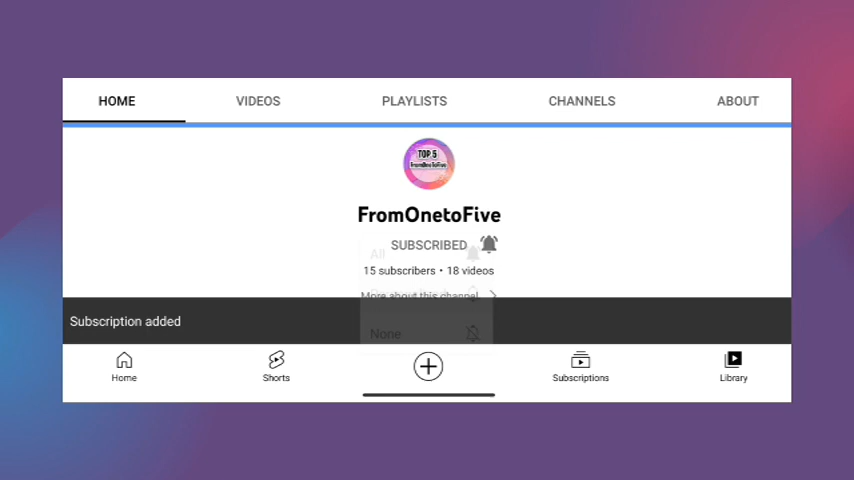 HOME VIDEOS PLAYLISTS CHANNELS ABOUT
TOP 5
FromOneToFive
FromOnetoFive
SUBSCRIBED
All
15 subscribers • 18 videos
More about this channel
Subscription added
None
Home Shorts Subscriptions Library